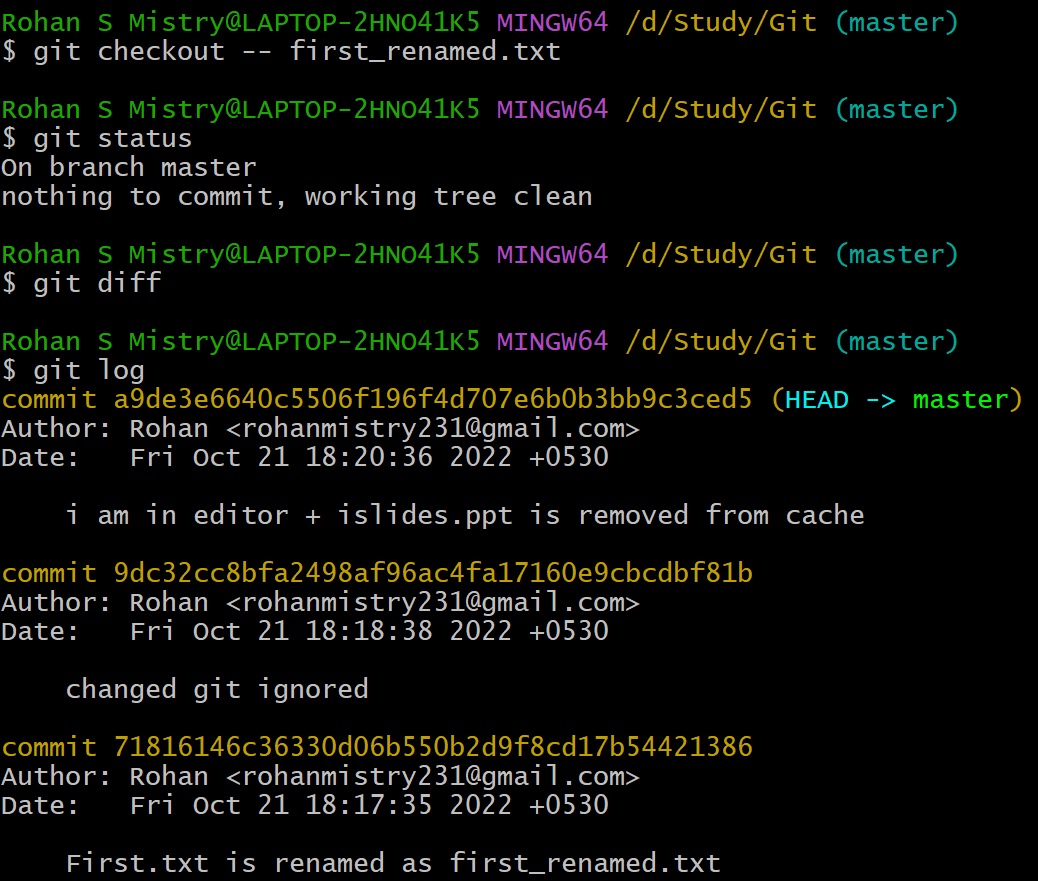 Rohan S Mistry@LAPTOP-2HNO41K5 MINGW64 /d/Study/Git (master)
$ git checkout -- first_renamed.txt
Rohan S Mistry@LAPTOP-2HNO41K5 MINGW64 /d/Study/Git (master)
$ git status
On branch master
nothing to commit, working tree clean
Rohan S Mistry@LAPTOP-2HNO41K5 MINGW64 /d/Study/Git (master)
$ git diff
Rohan S Mistry@LAPTOP-2HNO41K5 MINGW64 /d/Study/Git (master)
$ git log
commit a9de3e6640c5506f196f4d707e6b0b3bb9c3ced5 (HEAD -> master)
Author: Rohan <rohanmistry231@gmail.com>
Date:   Fri Oct 21 18:20:36 2022 +0530
    i am in editor + islides.ppt is removed from cache
commit 9dc32cc8bfa2498af96ac4fa17160e9cbcdbf81b
Author: Rohan <rohanmistry231@gmail.com>
Date:   Fri Oct 21 18:18:38 2022 +0530
    changed git ignored
commit 71816146c36330d06b550b2d9f8cd17b54421386
Author: Rohan <rohanmistry231@gmail.com>
Date:   Fri Oct 21 18:17:35 2022 +0530
    First.txt is renamed as first_renamed.txt